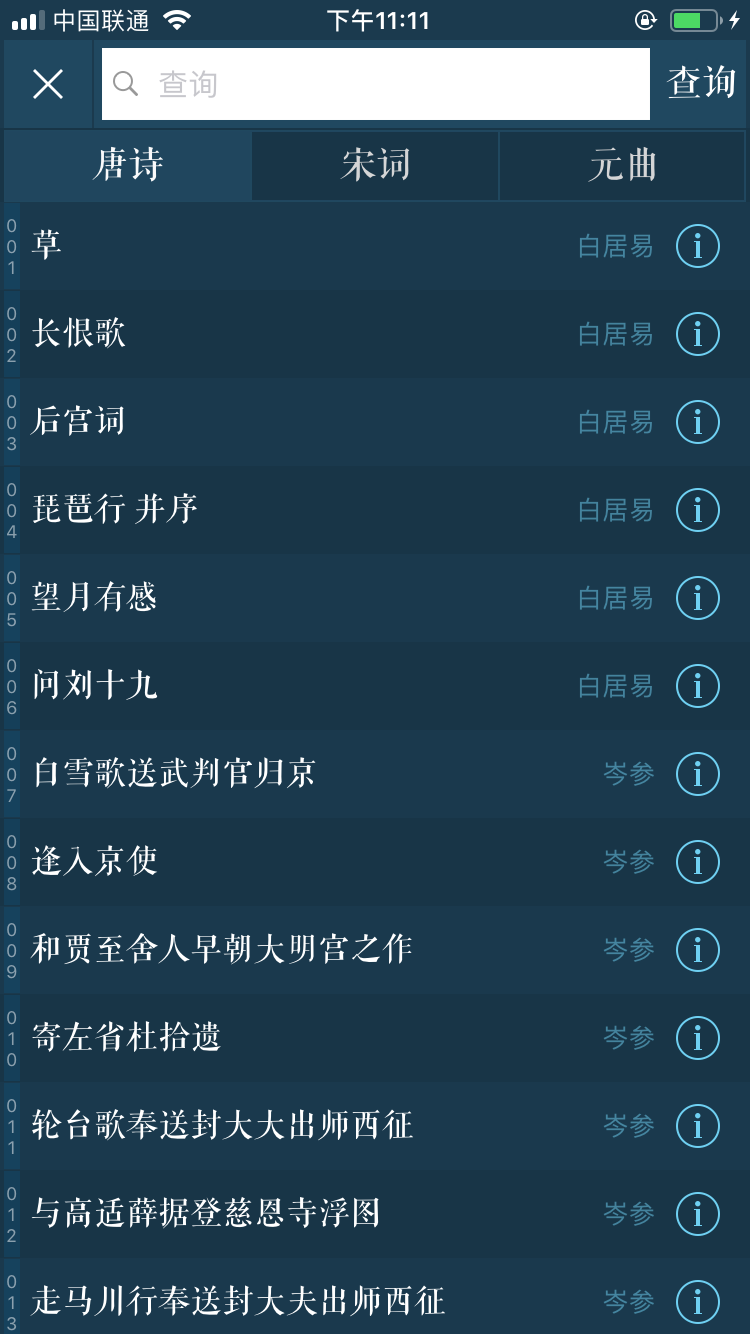 中国联通 下午11:11
查询 查询
唐诗 宋词 元曲
001 草 白居易 i
002 长恨歌 白居易 i
003 后宫词 白居易 i
004 琵琶行 并序 白居易 i
005 望月有感 白居易 i
006 问刘十九 白居易 i
007 白雪歌送武判官归京 岑参 i
008 逢入京使 岑参 i
009 和贾至舍人早朝大明宫之作 岑参 i
010 寄左省杜拾遗 岑参 i
011 轮台歌奉送封大大出师西征 岑参 i
012 与高适薛据登慈恩寺浮图 岑参 i
013 走马川行奉送封大夫出师西征 岑参 i